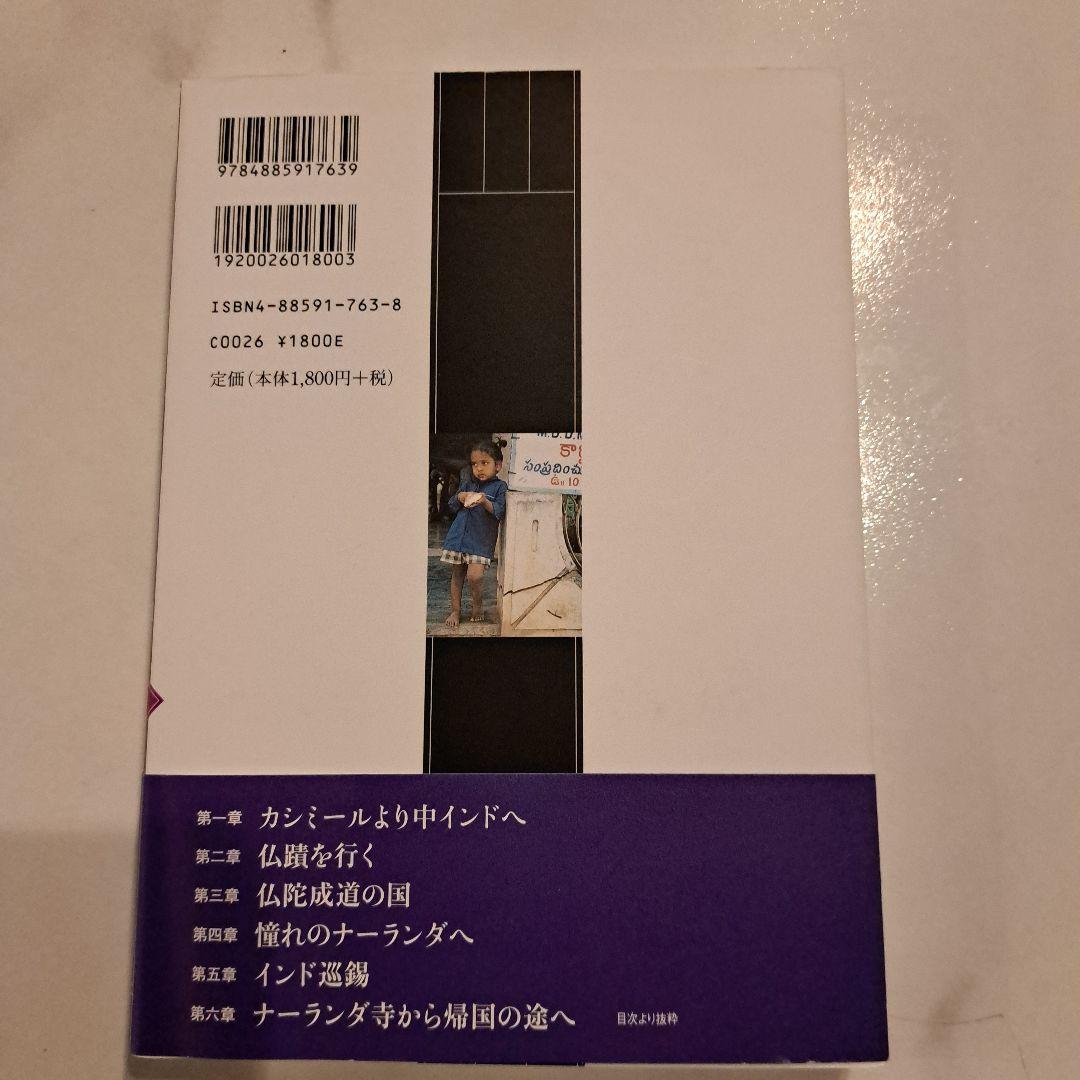 9784885917639
1920026018003
ISBN4-88591-763-8
C0026 ¥1800E
定価(本体1,800円+税)
కా
సంప్రదించు
ఉ॥ 10
第一章 カシミールより中インドへ
第二章 仏蹟を行く
第三章 仏陀成道の国
第四章 憧れのナーランダへ
第五章 インド巡錫
第六章 ナーランダ寺から帰国の途へ
目次より抜粋